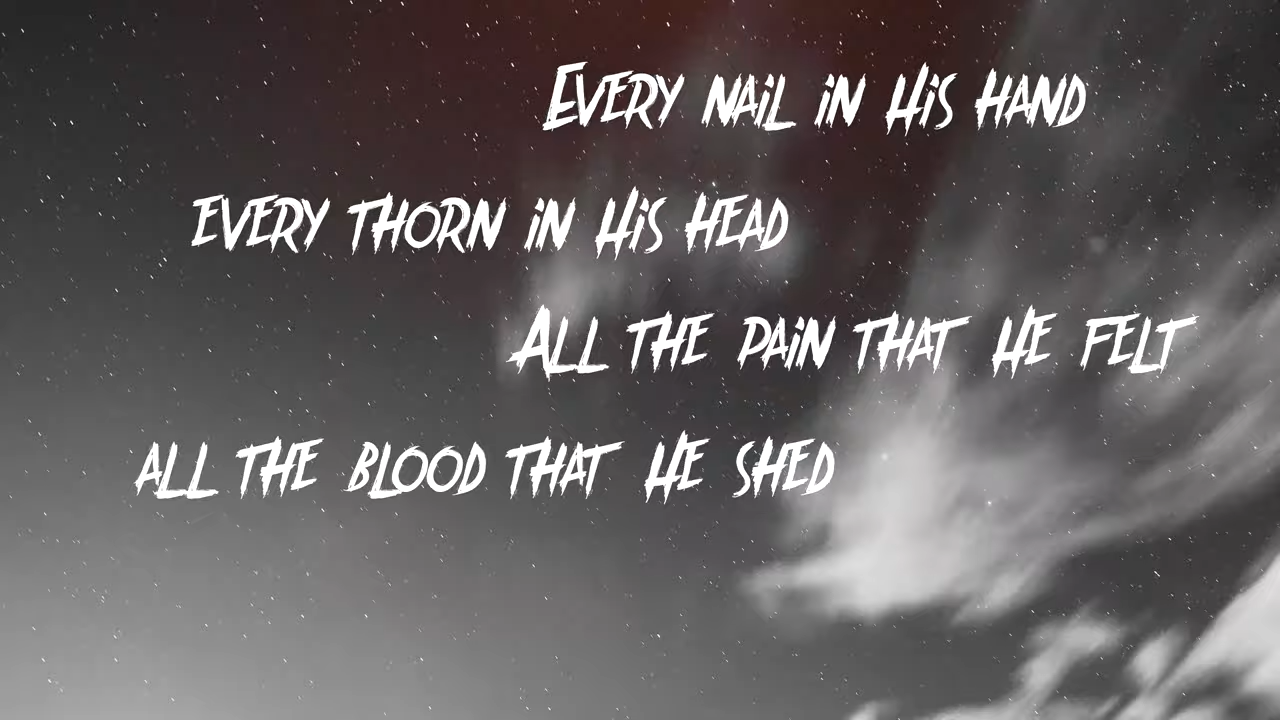 Every nail in His hand
every thorn in His head
All the pain that He felt
all the blood that He shed